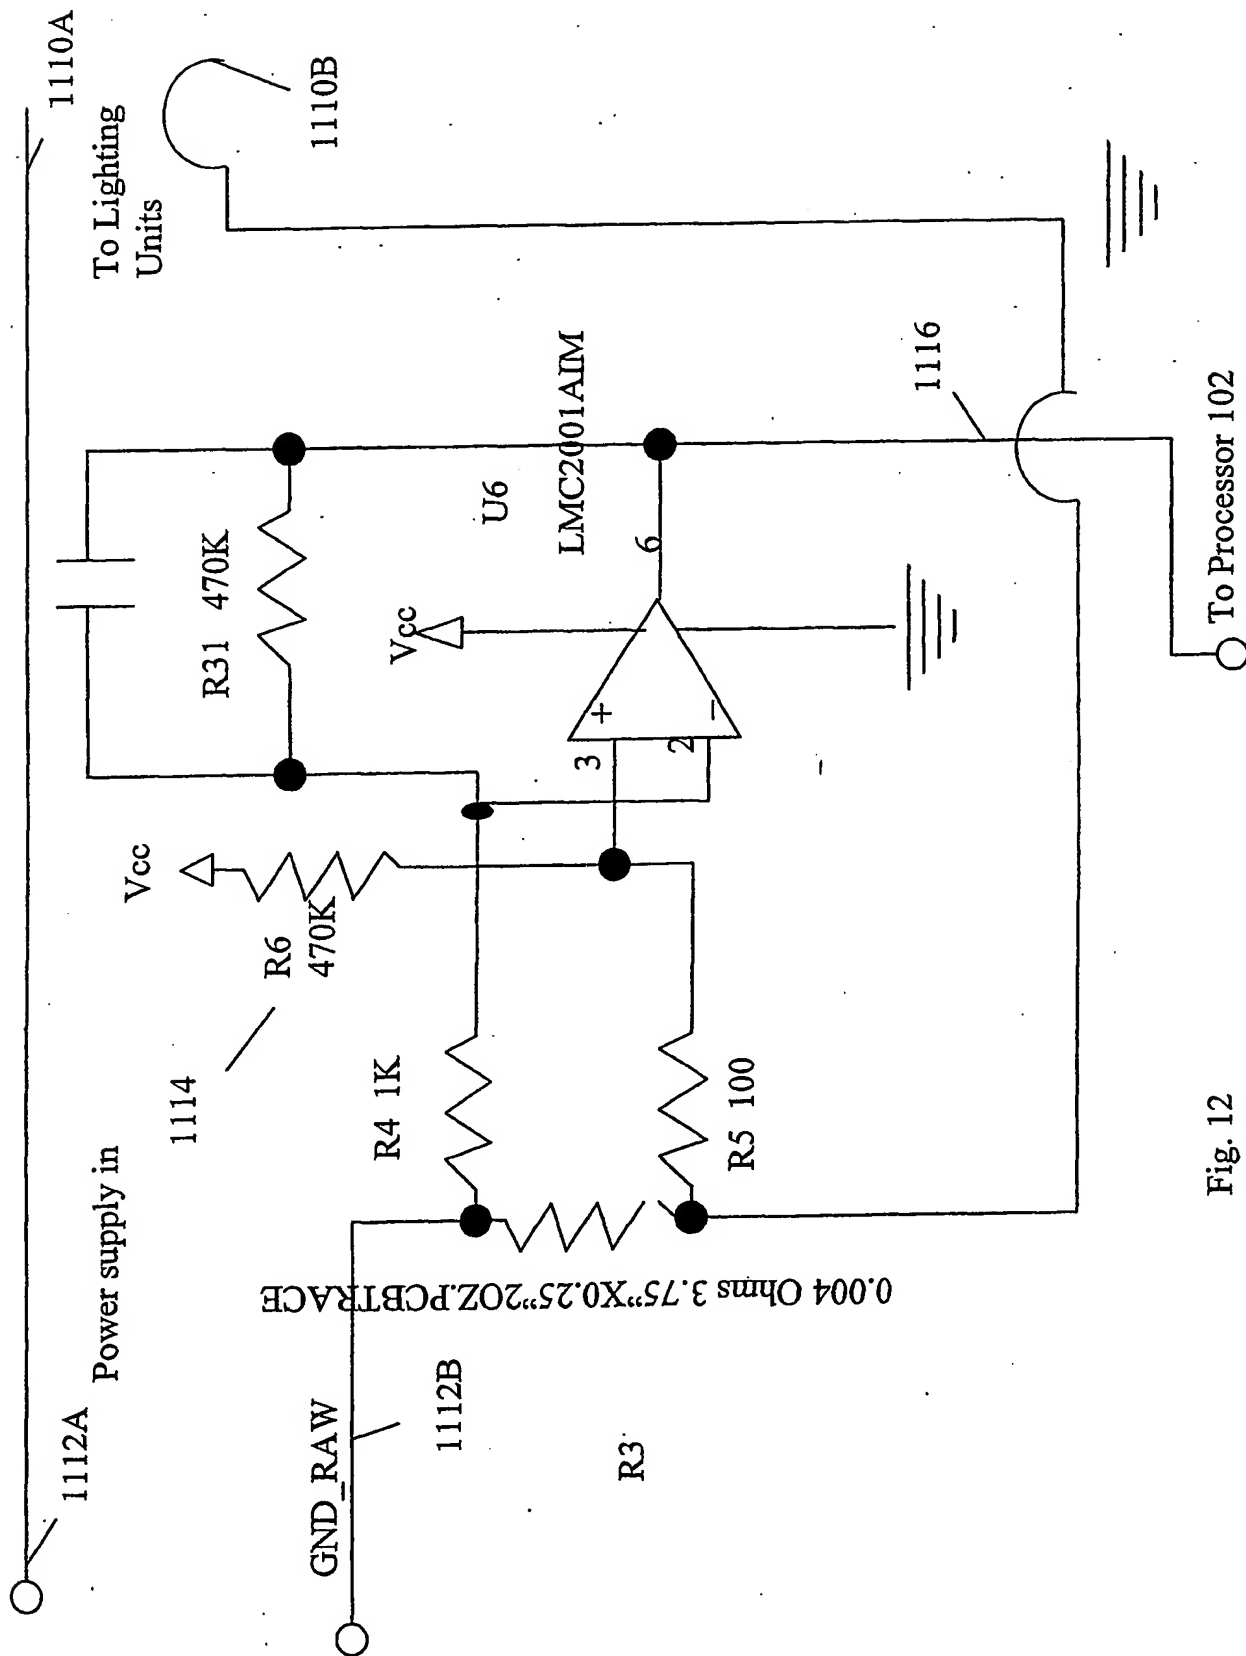 1112A
Power supply in
1110A
To Lighting
Units
1110B
Vcc
R31 470K
1114
R6
470K
Vcc
U6
LMC2001AIM
GND_RAW
1112B
R4 1K
3
+
2
–
6
R3
0.004 Ohms 3.75"X0.25"2OZ.PCBTRACE
R5 100
1116
To Processor 102
Fig. 12